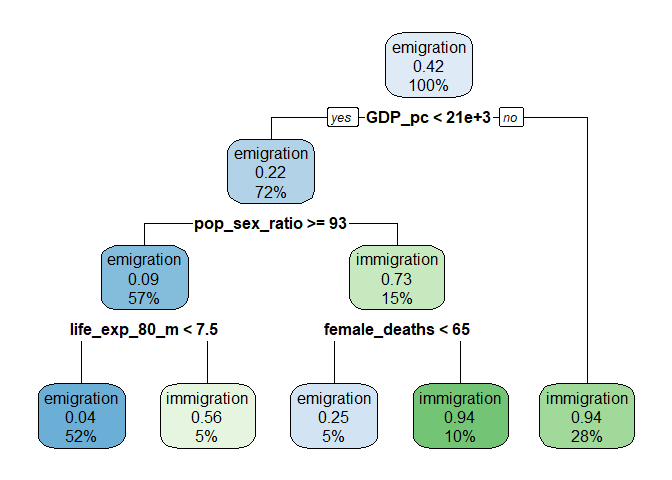 emigration
0.42
100%
yes GDP_pc < 21e+3 no
emigration
0.22
72%
pop_sex_ratio >= 93
emigration
0.09
57%
immigration
0.73
15%
life_exp_80_m < 7.5
female_deaths < 65
emigration
0.04
52%
immigration
0.56
5%
emigration
0.25
5%
immigration
0.94
10%
immigration
0.94
28%